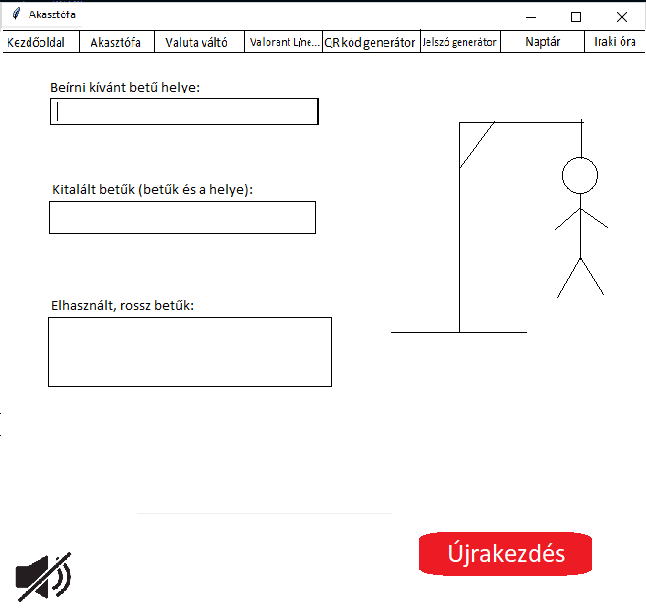 Akasztófa
Kezdőoldal Akasztófa Valuta váltó Valorant Line... QR kód generátor Jelszó generátor Naptár Iraki óra
Beírni kívánt betű helye:
Kitalált betűk (betűk és a helye):
Elhasznált, rossz betűk:
Újrakezdés